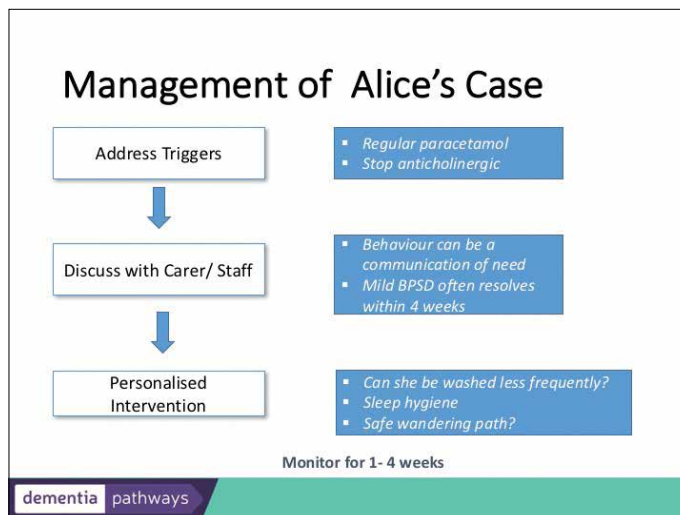 Management of Alice's Case
Address Triggers
▪ Regular paracetamol
▪ Stop anticholinergic
Discuss with Carer/ Staff
▪ Behaviour can be a
communication of need
▪ Mild BPSD often resolves
within 4 weeks
Personalised
Intervention
▪ Can she be washed less frequently?
▪ Sleep hygiene
▪ Safe wandering path?
Monitor for 1- 4 weeks
dementia pathways